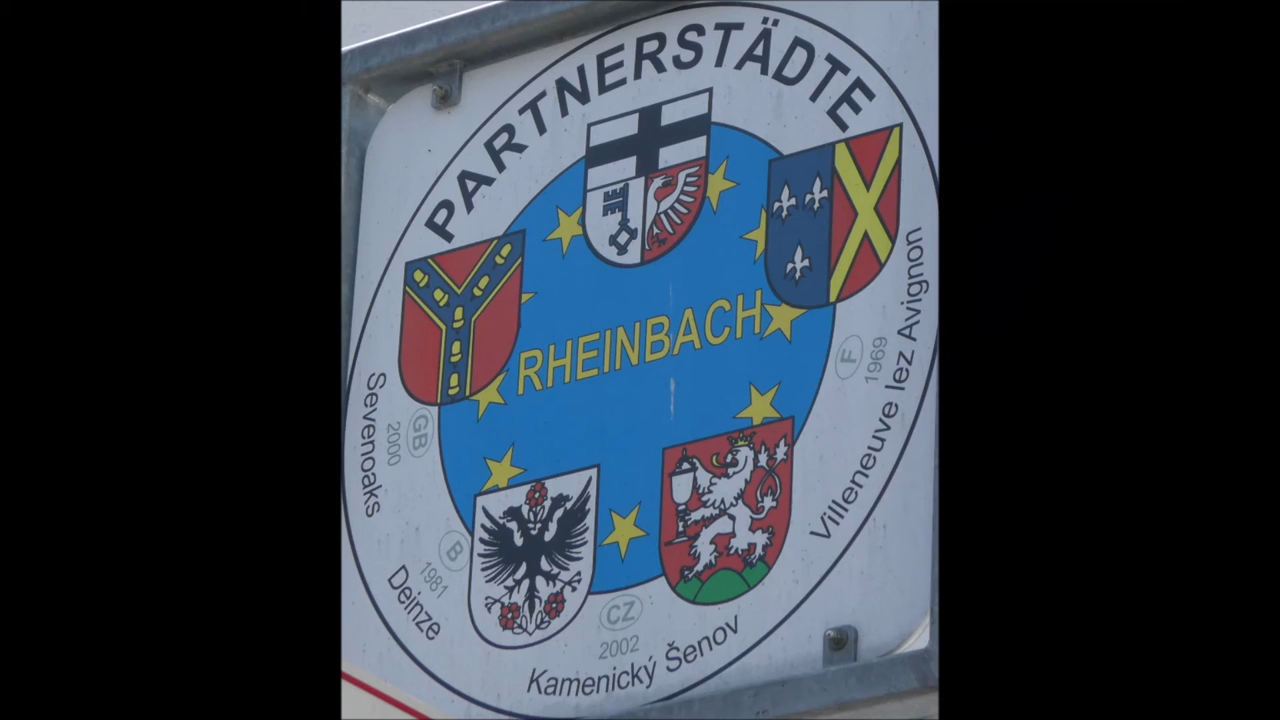 PARTNERSTÄDTE
RHEINBACH
F
1969
Villeneuve lez Avignon
GB
2000
Sevenoaks
B
1981
Deinze
CZ
2002
Kamenický Šenov